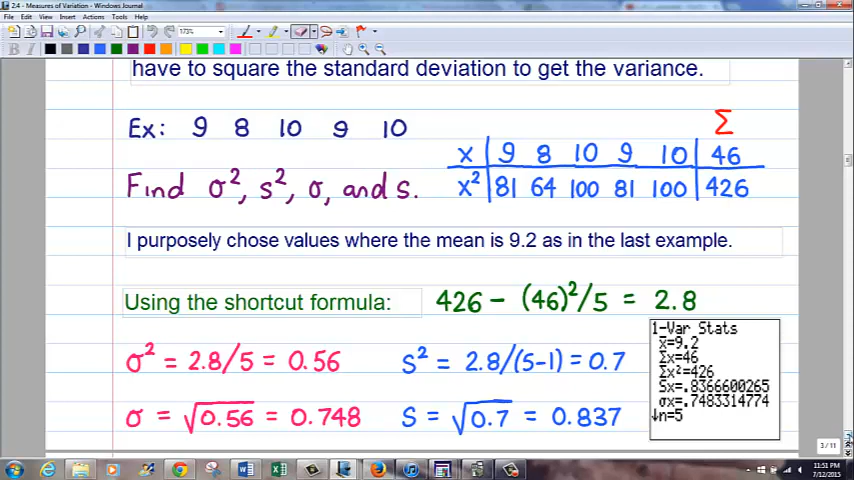 2.4 - Measures of Variation - Windows Journal
File Edit View Insert Actions Tools Help
173%
B I
have to square the standard deviation to get the variance.
Ex: 9 8 10 9 10
Σ
x 9 8 10 9 10 46
x² 81 64 100 81 100 426
Find σ², s², σ, and s.
I purposely chose values where the mean is 9.2 as in the last example.
Using the shortcut formula: 426 - (46)²/5 = 2.8
σ² = 2.8/5 = 0.56 s² = 2.8/(5-1) = 0.7
σ = √0.56 = 0.748 s = √0.7 = 0.837
1-Var Stats
x̄=9.2
Σx=46
Σx²=426
Sx=.8366600265
σx=.7483314774
↓n=5
3 / 11
11:51 PM
7/12/2015